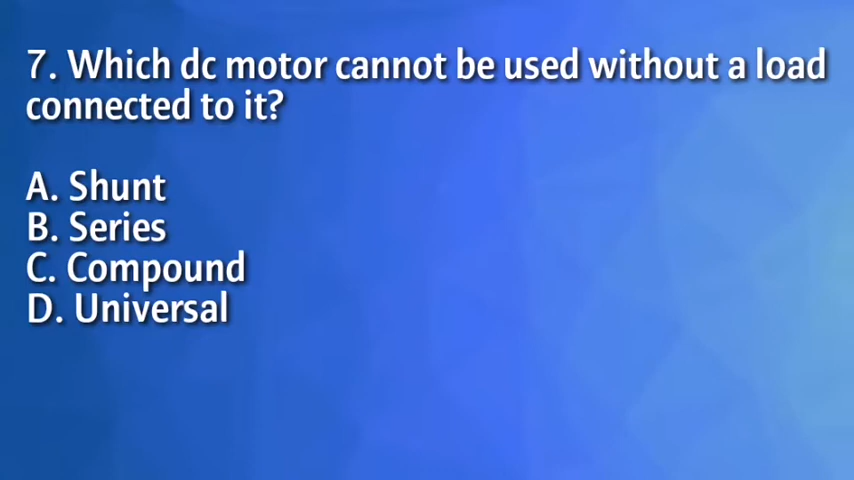 7. Which dc motor cannot be used without a load
connected to it?
A. Shunt
B. Series
C. Compound
D. Universal